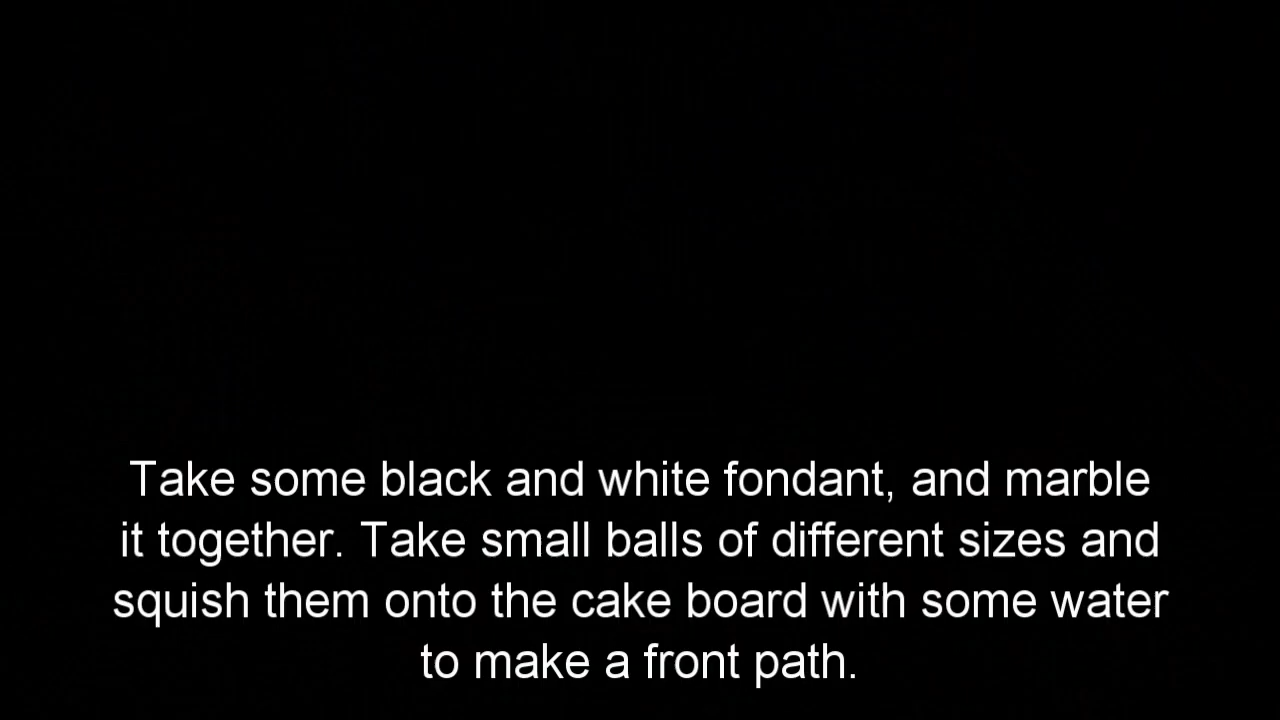 Take some black and white fondant, and marble
it together. Take small balls of different sizes and
squish them onto the cake board with some water
to make a front path.